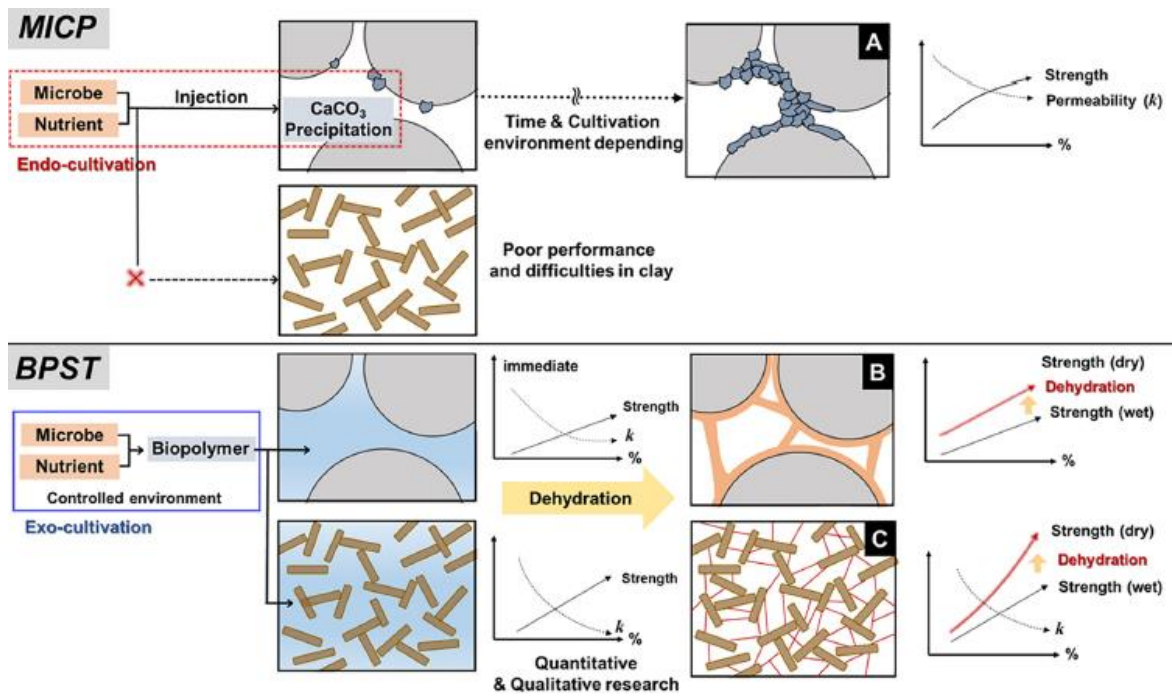 MICP
Microbe
Nutrient
Endo-cultivation
Injection
CaCO₃
Precipitation
Time & Cultivation
environment depending
A
Strength
Permeability (k)
%
Poor performance
and difficulties in clay
BPST
Microbe
Nutrient
Biopolymer
Controlled environment
Exo-cultivation
immediate
Strength
k
%
Dehydration
B
Strength (dry)
Dehydration
Strength (wet)
%
Strength
k
%
Quantitative
& Qualitative research
C
Strength (dry)
Dehydration
Strength (wet)
k
%